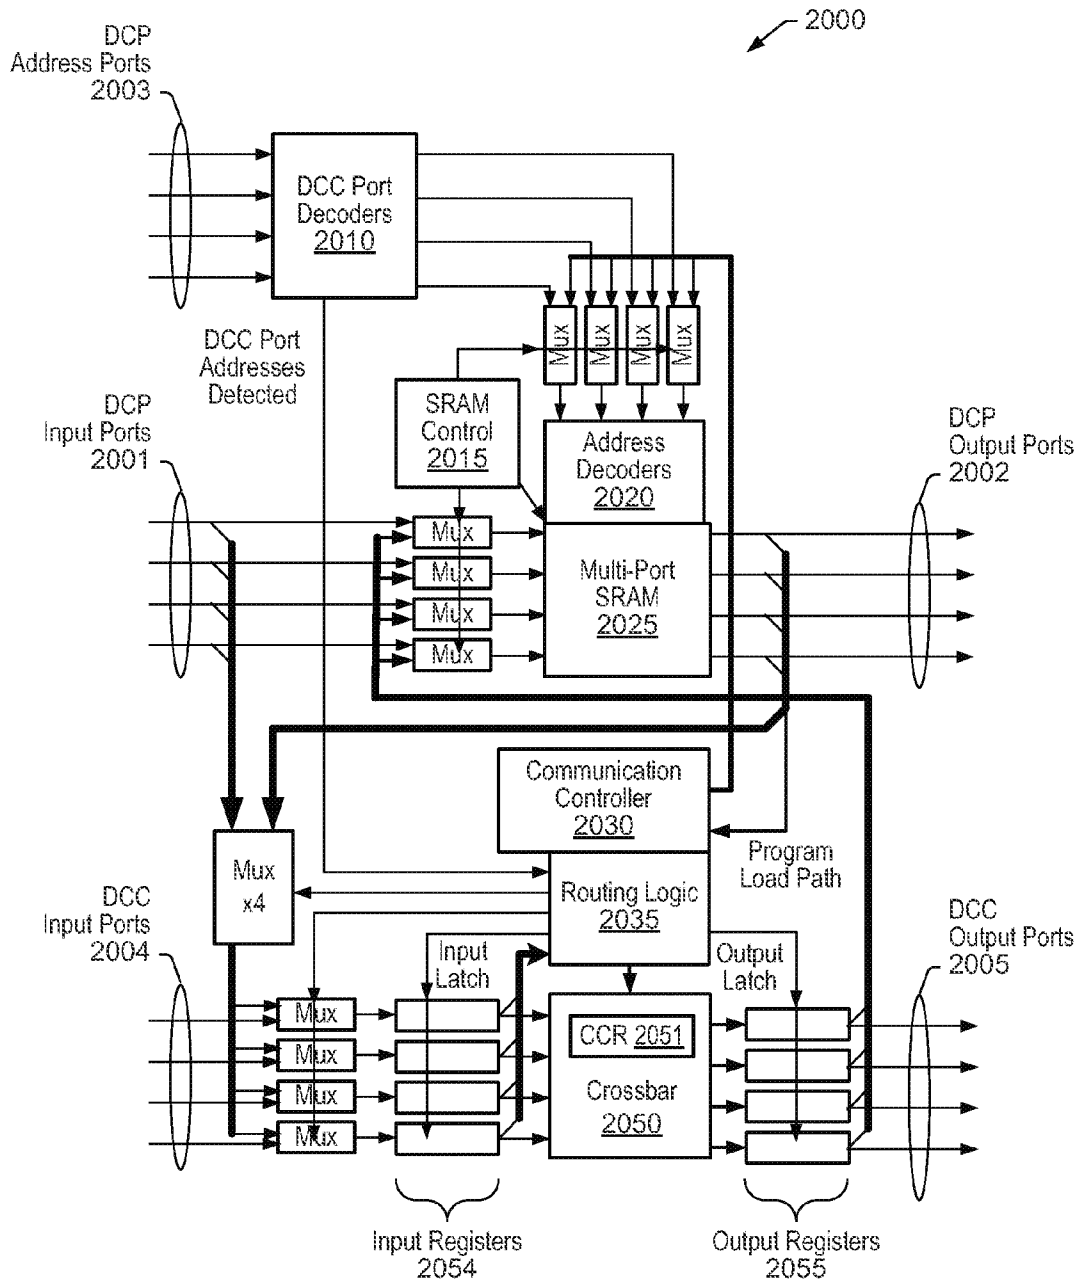 2000
DCP
Address Ports
2003
DCC Port
Decoders
2010
DCC Port
Addresses
Detected
Mux
Mux
Mux
Mux
DCP
Input Ports
2001
SRAM
Control
2015
Address
Decoders
2020
DCP
Output Ports
2002
Mux
Mux
Mux
Mux
Multi-Port
SRAM
2025
Communication
Controller
2030
Program
Load Path
Mux
x4
Routing Logic
2035
DCC
Input Ports
2004
Input
Latch
Output
Latch
DCC
Output Ports
2005
Mux
Mux
Mux
Mux
CCR 2051
Crossbar
2050
Input Registers
2054
Output Registers
2055